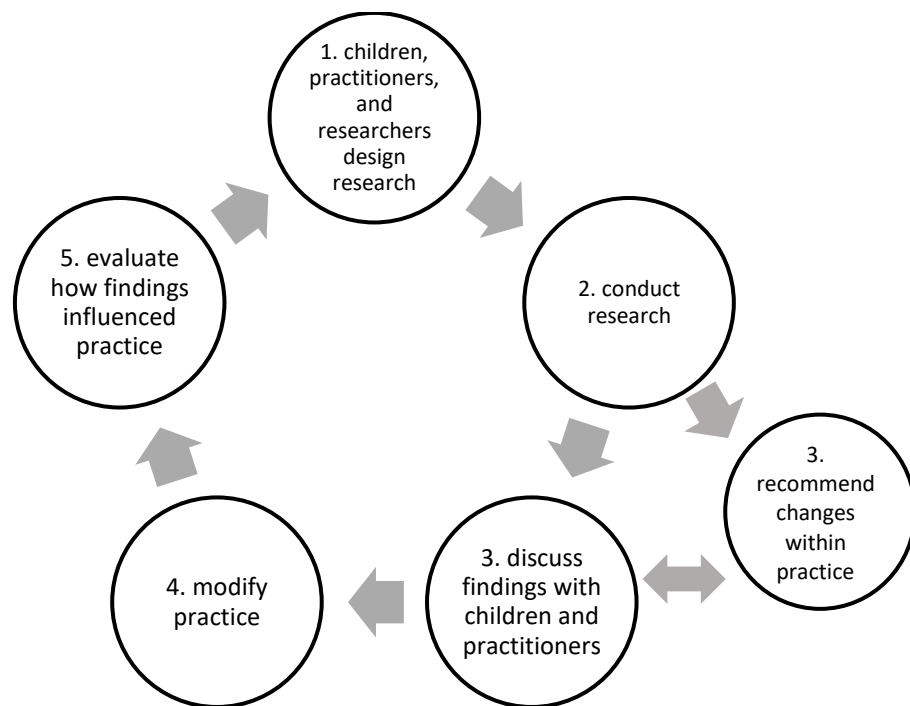 1. children,
practitioners,
and
researchers
design
research
2. conduct
research
3.
recommend
changes
within
practice
3. discuss
findings with
children and
practitioners
4. modify
practice
5. evaluate
how findings
influenced
practice